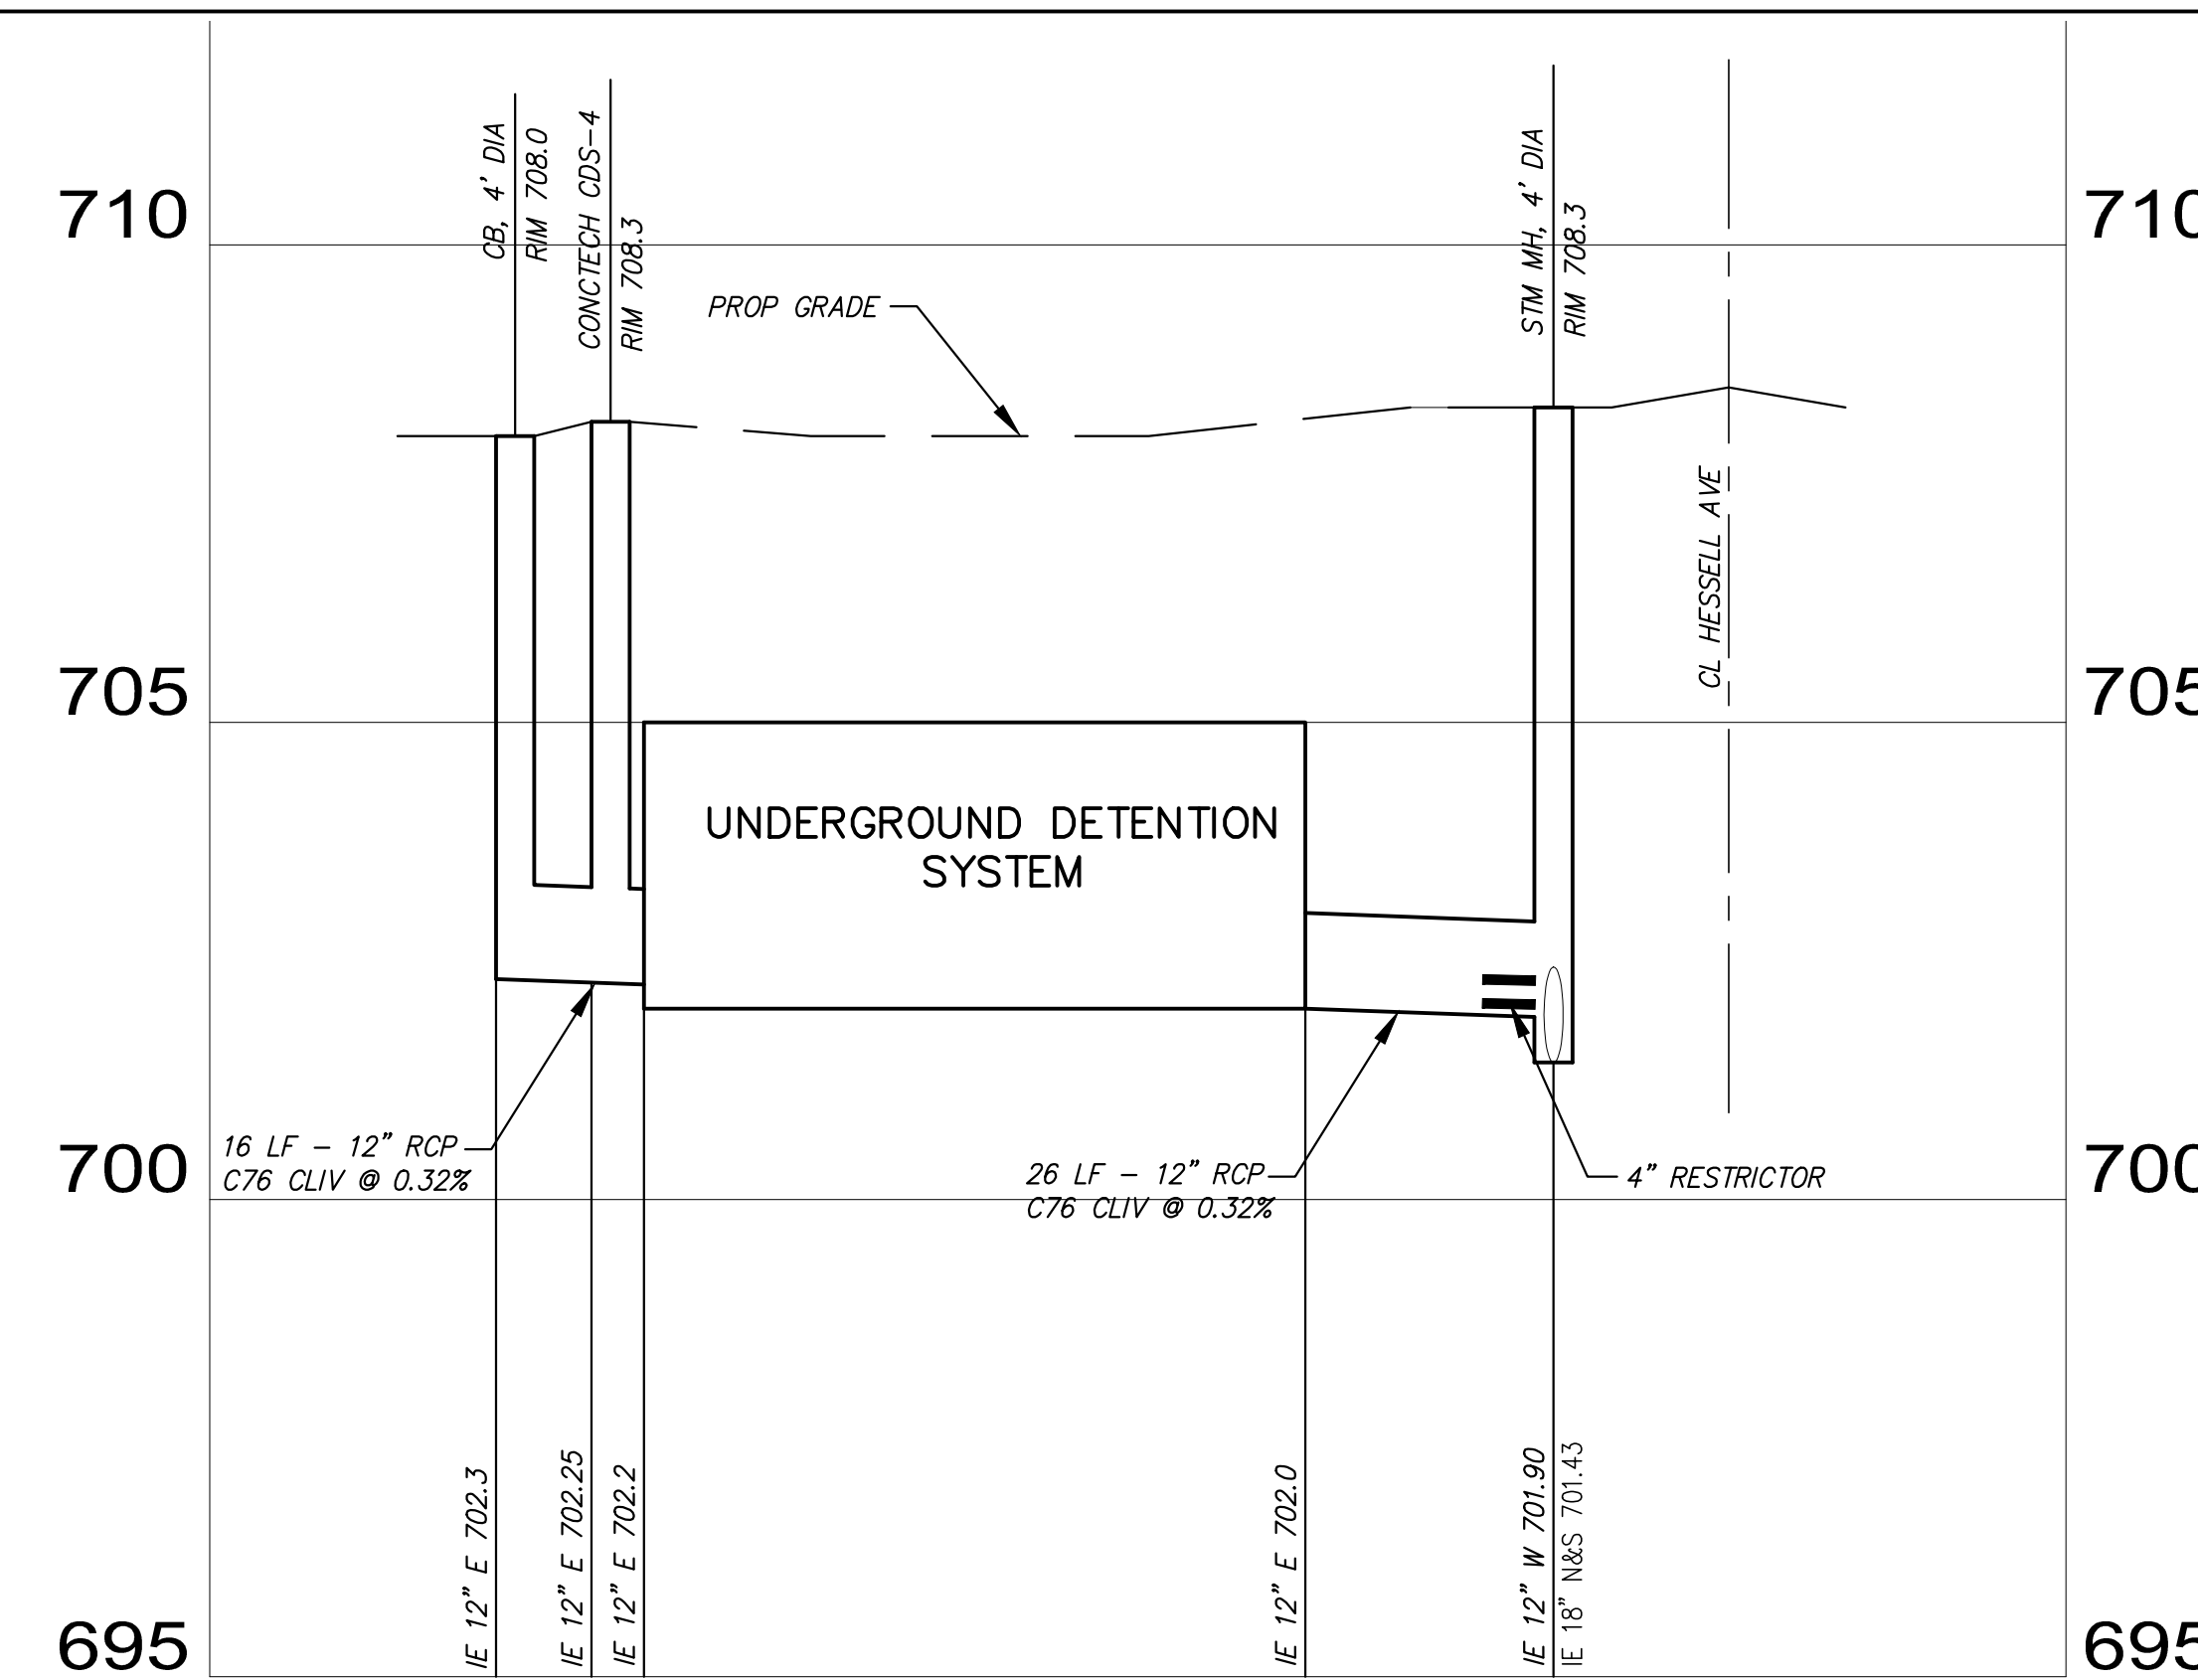 CB, 4' DIA
RIM 708.0
CONCTECH CDS-4
RIM 708.3
STM MH, 4' DIA
RIM 708.3
710
710
PROP GRADE
CL HESSELL AVE
705
705
UNDERGROUND DETENTION
SYSTEM
16 LF - 12" RCP
C76 CLIV @ 0.32%
26 LF - 12" RCP
C76 CLIV @ 0.32%
4" RESTRICTOR
700
700
IE 12" E 702.3
IE 12" E 702.25
IE 12" E 702.2
IE 12" E 702.0
IE 12" W 701.90
IE 18" N&S 701.43
695
695